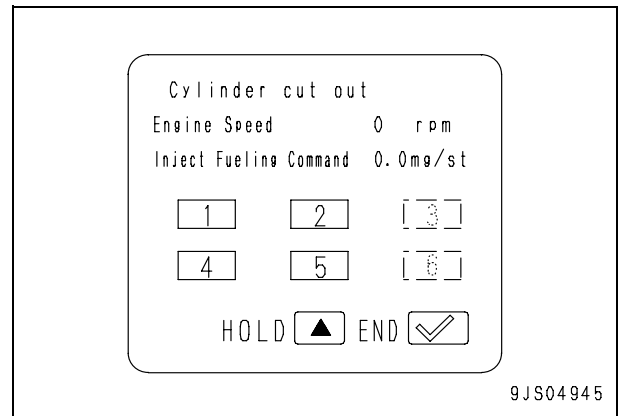 Cylinder cut out
Engine Speed 0 rpm
Inject Fueling Command 0.0mg/st
1 2 3
4 5 6
HOLD ▲ END
9JS04945